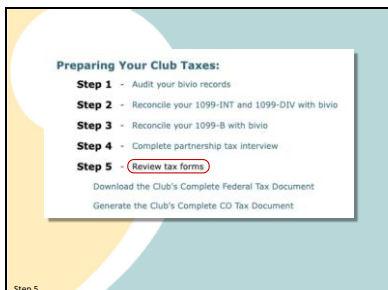 Preparing Your Club Taxes:
Step 1 - Audit your bivio records
Step 2 - Reconcile your 1099-INT and 1099-DIV with bivio
Step 3 - Reconcile your 1099-B with bivio
Step 4 - Complete partnership tax interview
Step 5 - Review tax forms
Download the Club's Complete Federal Tax Document
Generate the Club's Complete CO Tax Document
Step 5